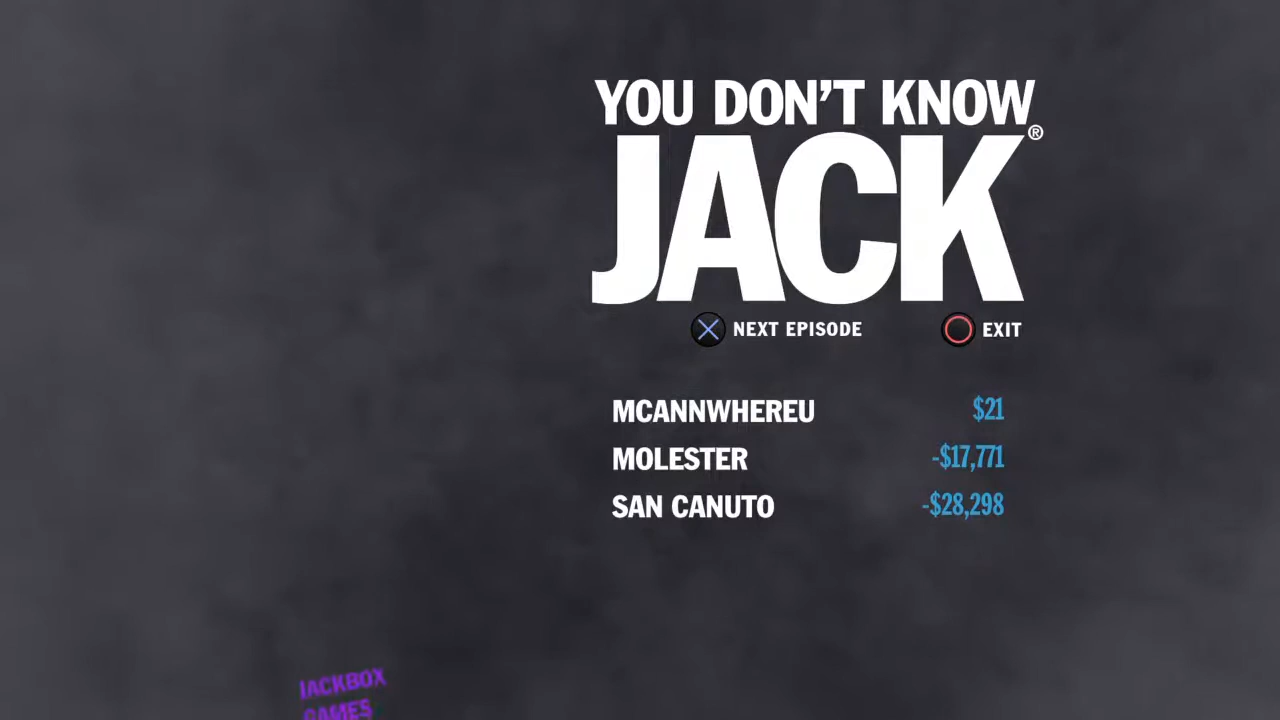 YOU DON'T KNOW
JACK®
NEXT EPISODE
EXIT
MCANNWHEREU $21
MOLESTER -$17,771
SAN CANUTO -$28,298
JACKBOX
GAMES